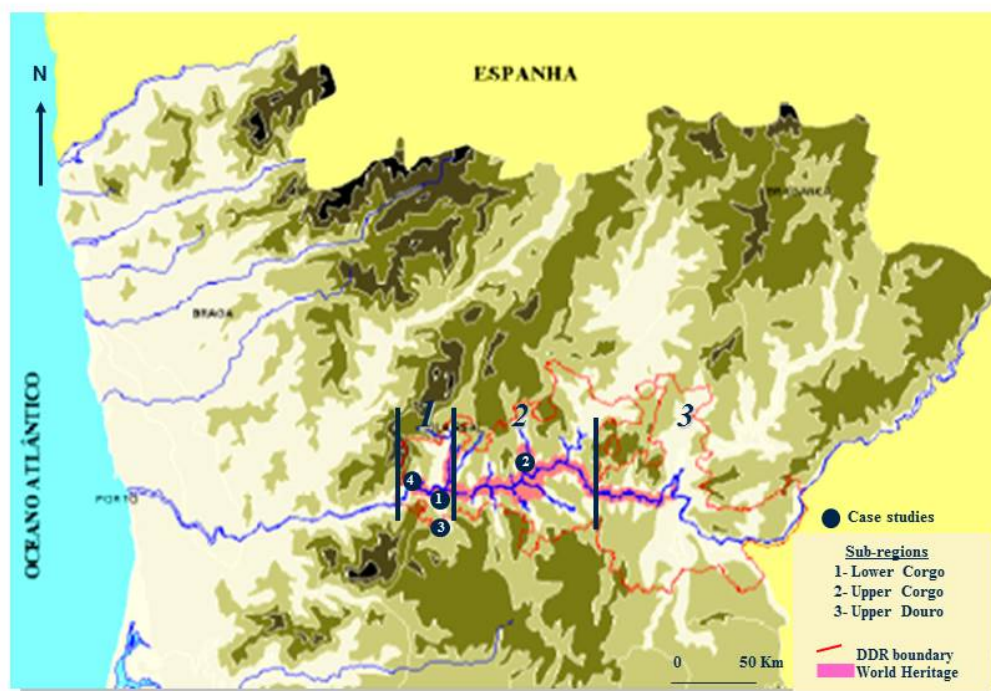 N
ESPANHA
BRAGANÇA
BRAGA
OCEANO ATLÂNTICO
1
2
3
2
4
1
PORTO
3
Case studies
Sub-regions
1- Lower Corgo
2- Upper Corgo
3- Upper Douro
DDR boundary
World Heritage
0 50 Km